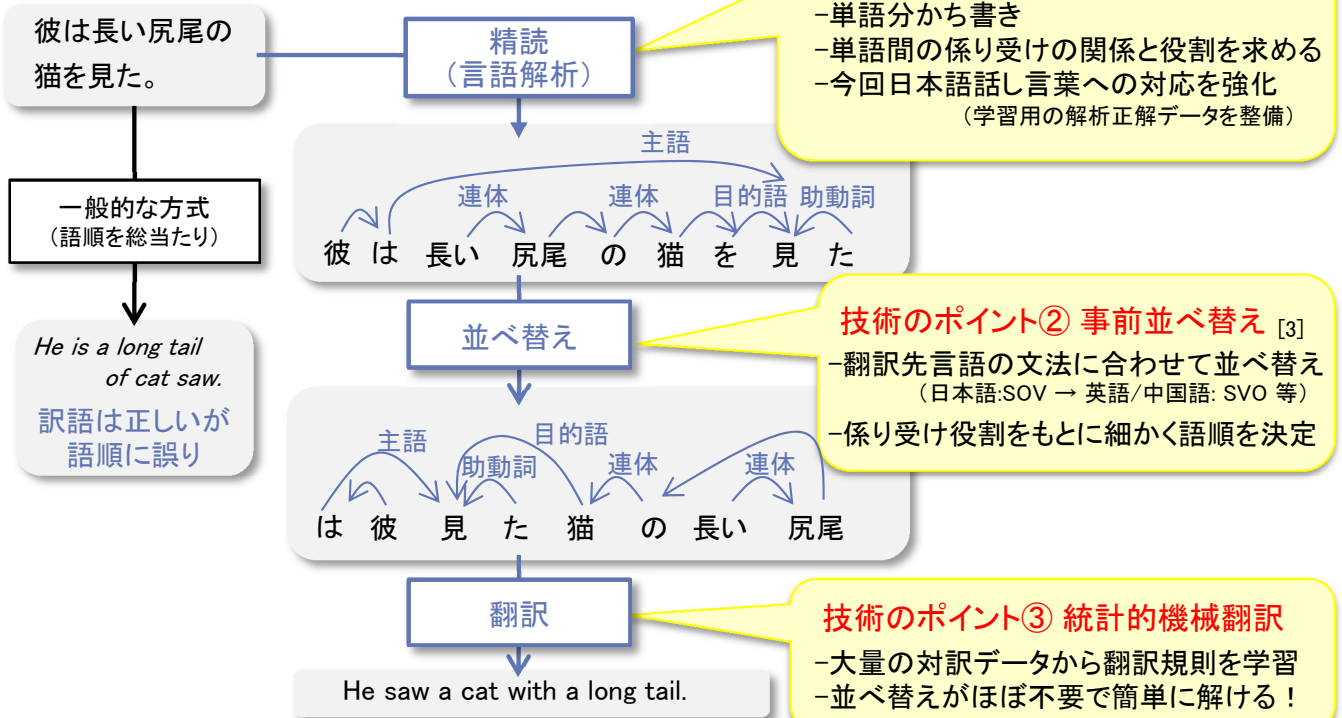 彼は長い尻尾の
猫を見た。
一般的な方式
(語順を総当たり)
He is a long tail
of cat saw.
訳語は正しいが
語順に誤り
精読
(言語解析)
-単語分かち書き
-単語間の係り受けの関係と役割を求める
-今回日本語話し言葉への対応を強化
(学習用の解析正解データを整備)
主語
連体 連体 目的語 助動詞
彼 は 長い 尻尾 の 猫 を 見 た
並べ替え
技術のポイント② 事前並べ替え [3]
-翻訳先言語の文法に合わせて並べ替え
(日本語:SOV → 英語/中国語: SVO 等)
-係り受け役割をもとに細かく語順を決定
主語 目的語
助動詞 連体 連体
は 彼 見 た 猫 の 長い 尻尾
翻訳
技術のポイント③ 統計的機械翻訳
-大量の対訳データから翻訳規則を学習
-並べ替えがほぼ不要で簡単に解ける!
He saw a cat with a long tail.